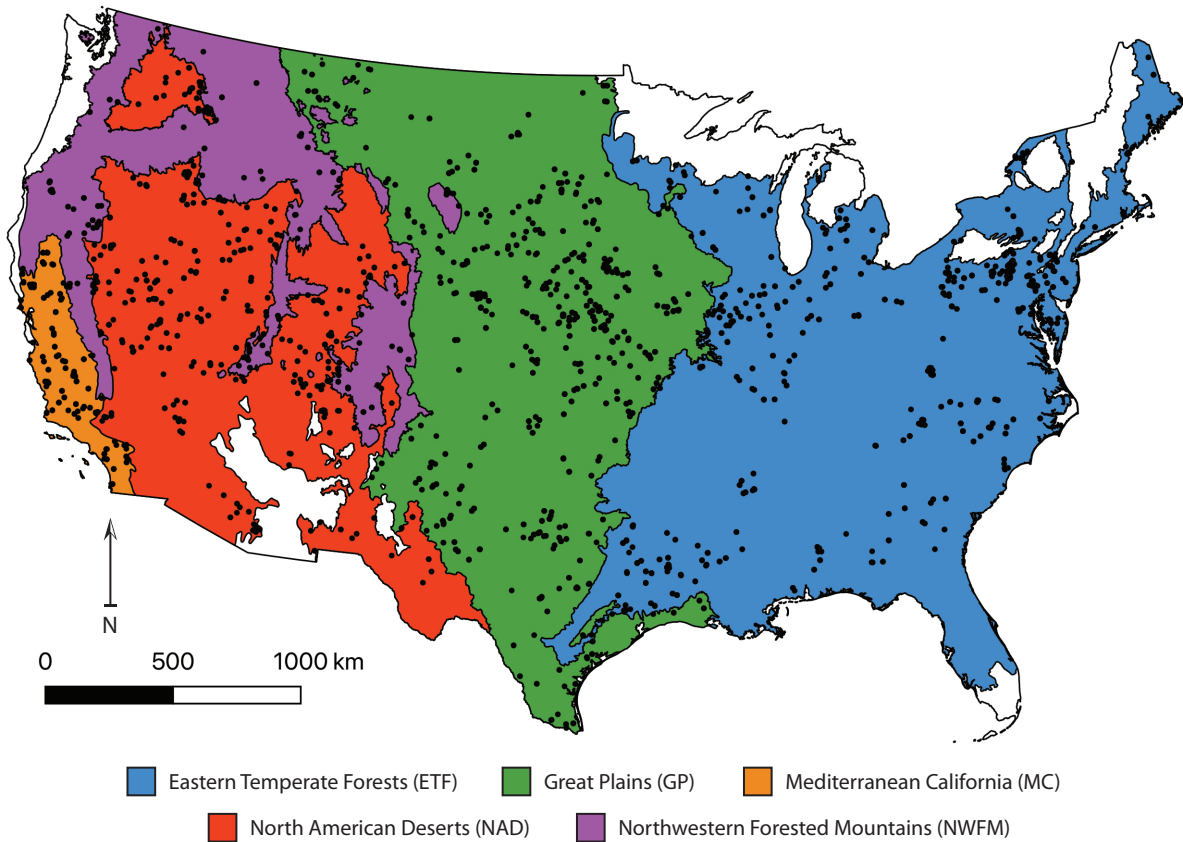 N
0 500 1000 km
Eastern Temperate Forests (ETF) Great Plains (GP) Mediterranean California (MC)
North American Deserts (NAD) Northwestern Forested Mountains (NWFM)